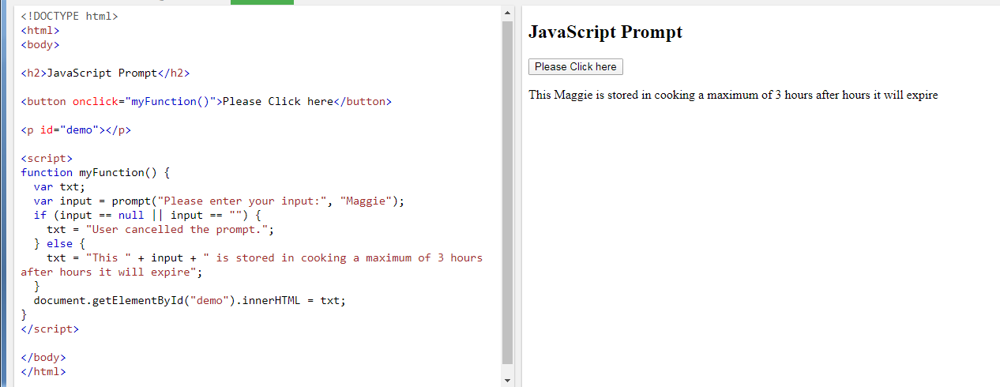 <!DOCTYPE html>
<html>
<body>
<h2>JavaScript Prompt</h2>
<button onclick="myFunction()">Please Click here</button>
<p id="demo"></p>
<script>
function myFunction() {
  var txt;
  var input = prompt("Please enter your input:", "Maggie");
  if (input == null || input == "") {
    txt = "User cancelled the prompt.";
  } else {
    txt = "This " + input + " is stored in cooking a maximum of 3 hours
after hours it will expire";
  }
  document.getElementById("demo").innerHTML = txt;
}
</script>
</body>
</html>
JavaScript Prompt
Please Click here
This Maggie is stored in cooking a maximum of 3 hours after hours it will expire